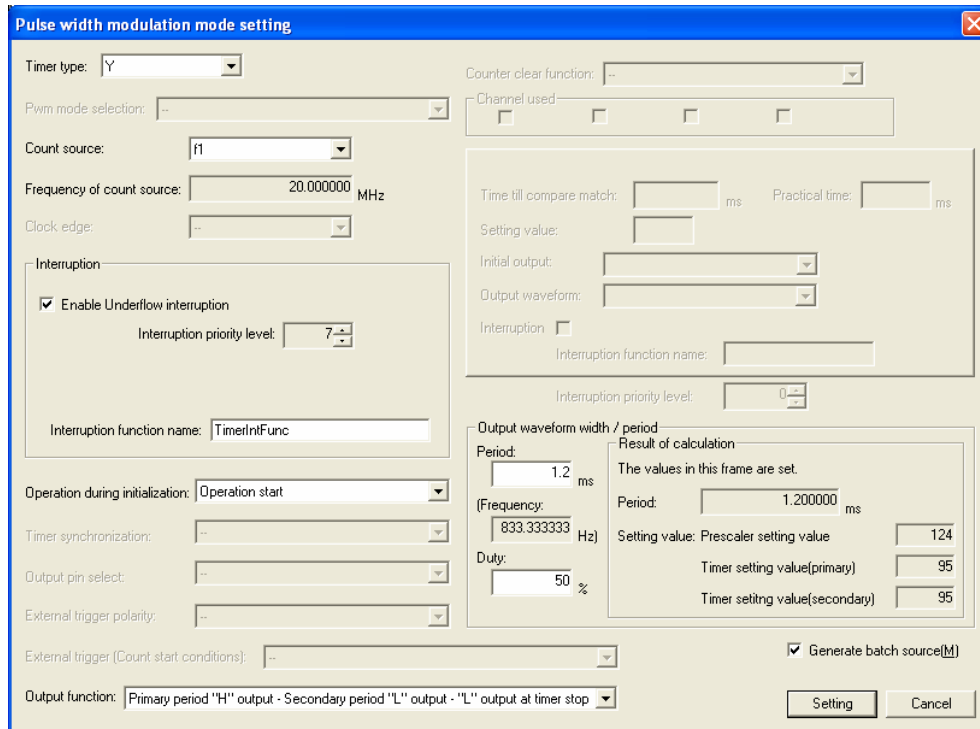 Pulse width modulation mode setting
Timer type: Y
Counter clear function: --
Pwm mode selection: --
Channel used
Count source: f1
Frequency of count source: 20.000000 MHz
Clock edge: --
Time till compare match: ms Practical time: ms
Setting value:
Initial output:
Output waveform:
Interruption
Interruption function name:
Interruption priority level: 0
Interruption
Enable Underflow interruption
Interruption priority level: 7
Interruption function name: TimerIntFunc
Operation during initialization: Operation start
Timer synchronization: --
Output pin select: --
External trigger polarity: --
External trigger (Count start conditions): --
Output function: Primary period "H" output - Secondary period "L" output - "L" output at timer stop
Output waveform width / period
Period:
1.2 ms
(Frequency:
833.333333 Hz)
Duty:
50 %
Result of calculation
The values in this frame are set.
Period: 1.200000 ms
Setting value: Prescaler setting value 124
Timer setting value(primary) 95
Timer setitng value(secondary) 95
Generate batch source(M)
Setting Cancel